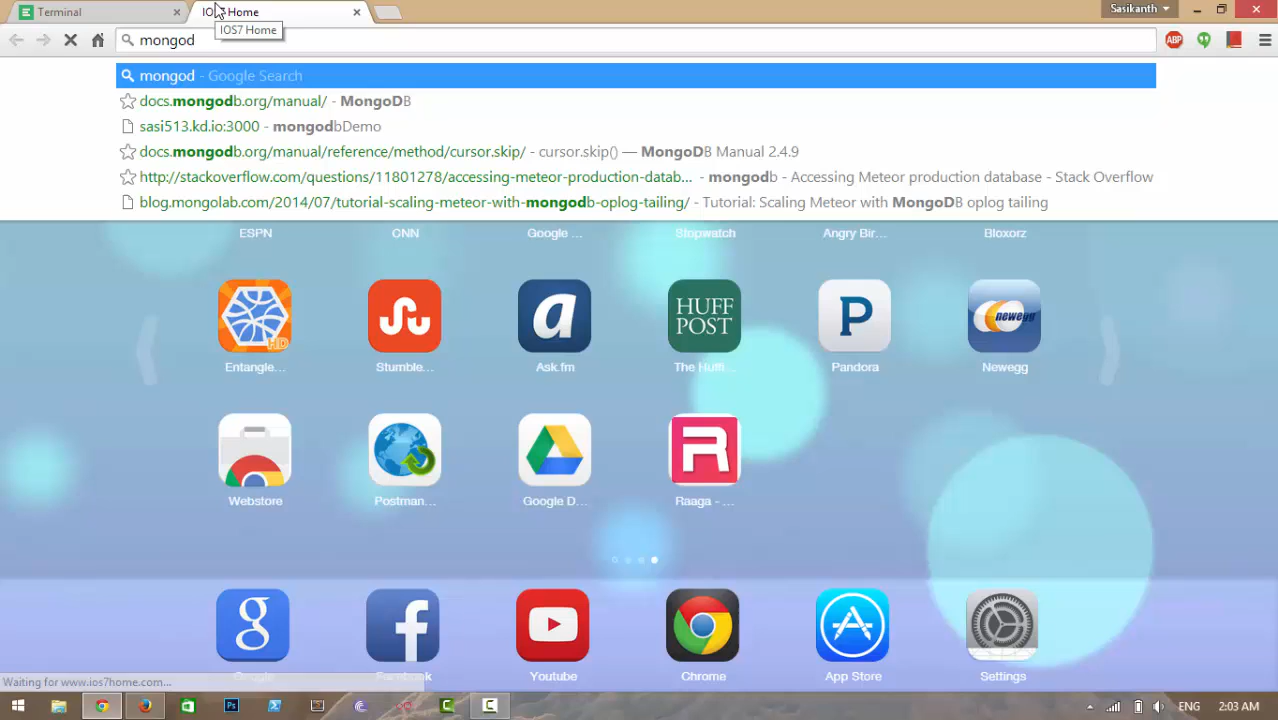 Terminal
IOS7 Home
Sasikanth
IOS7 Home
mongod
ABP
mongod - Google Search
docs.mongodb.org/manual/ - MongoDB
sasi513.kd.io:3000 - mongodbDemo
docs.mongodb.org/manual/reference/method/cursor.skip/ - cursor.skip() — MongoDB Manual 2.4.9
http://stackoverflow.com/questions/11801278/accessing-meteor-production-datab... - mongodb - Accessing Meteor production database - Stack Overflow
blog.mongolab.com/2014/07/tutorial-scaling-meteor-with-mongodb-oplog-tailing/ - Tutorial: Scaling Meteor with MongoDB oplog tailing
ESPN CNN Google ... Stopwatch Angry Bir... Bloxorz
HD
HUFF
POST
newegg
Entangle... Stumble... Ask.fm The Huff... Pandora Newegg
Webstore Postman... Google D... Raaga - ...
Google Facebook Youtube Chrome App Store Settings
Waiting for www.ios7home.com...
Ps
ENG 2:03 AM